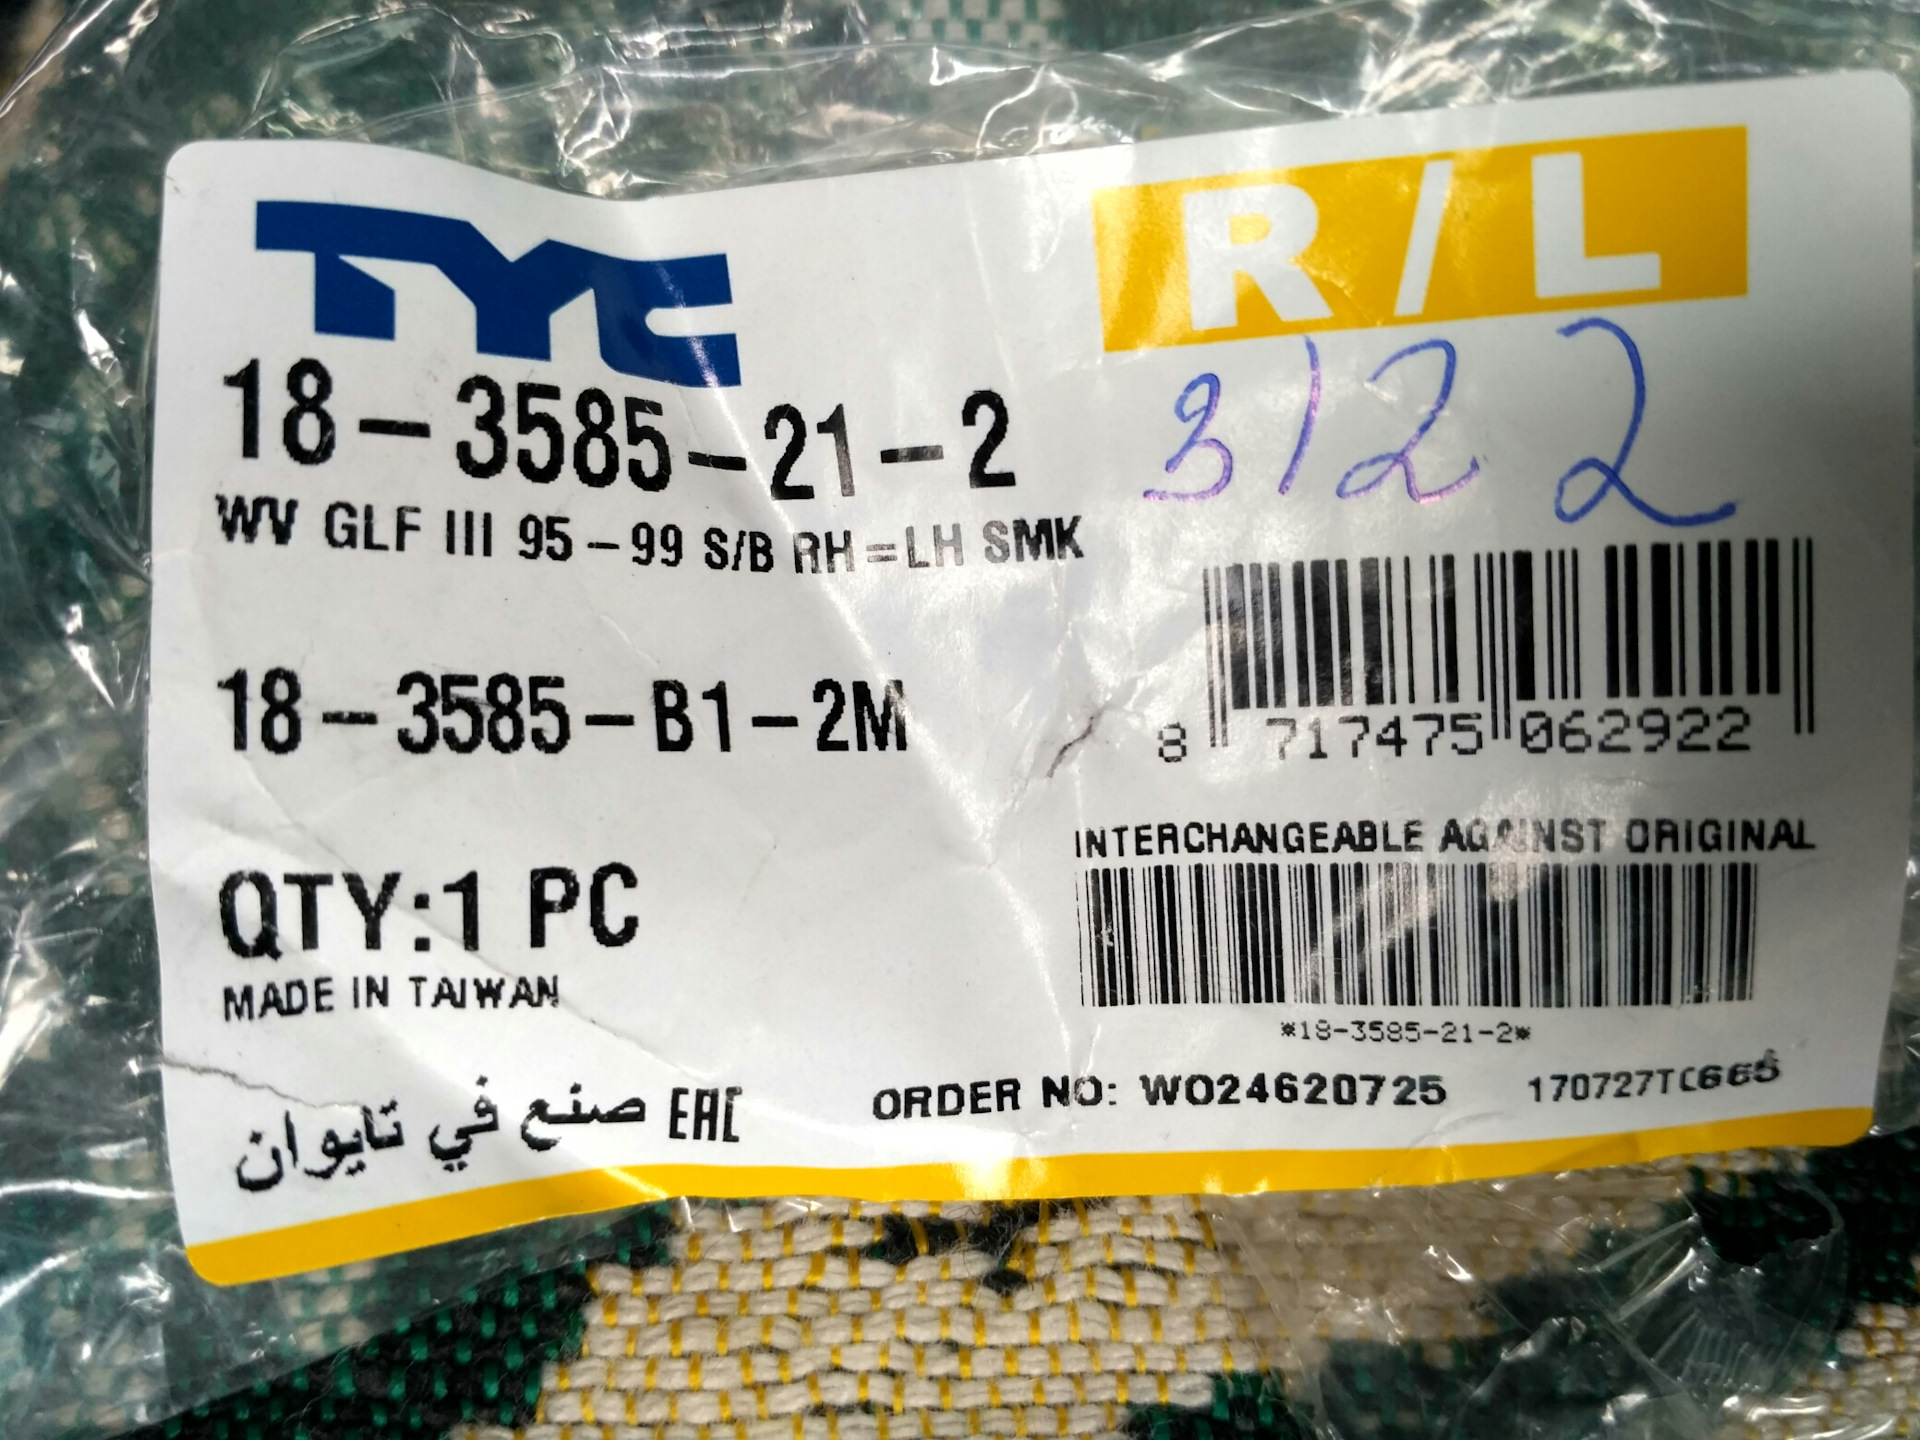 TYC
R / L
18-3585-21-2
3122
WV GLF III 95-99 S/B RH=LH SMK
18-3585-B1-2M
8 717475 062922
INTERCHANGEABLE AGAINST ORIGINAL
QTY:1 PC
MADE IN TAIWAN
*18-3585-21-2*
صنع في تايوان EAC
ORDER NO: WO24620725 170727TC665